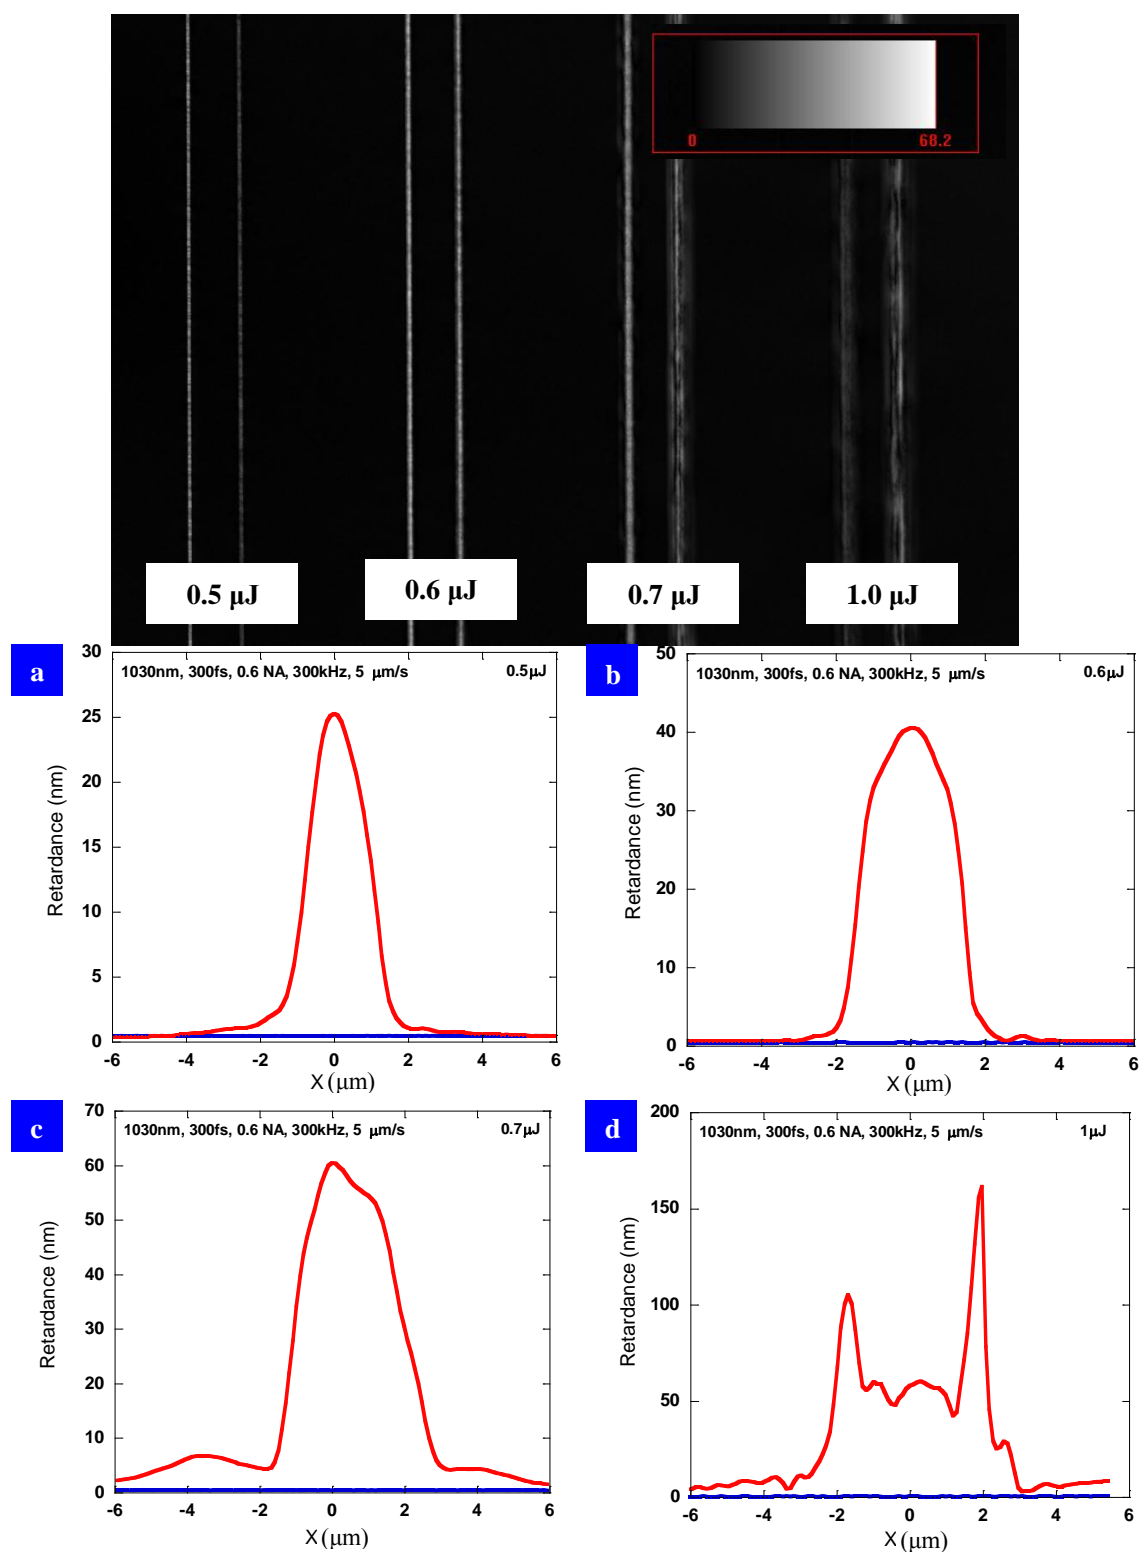 0 68.2
0.5 µJ 0.6 µJ 0.7 µJ 1.0 µJ
a
1030nm, 300fs, 0.6 NA, 300kHz, 5 µm/s 0.5µJ
Retardance (nm)
30
25
20
15
10
5
0
-6 -4 -2 0 2 4 6
X (µm)
b
1030nm, 300fs, 0.6 NA, 300kHz, 5 µm/s 0.6µJ
Retardance (nm)
50
40
30
20
10
0
-6 -4 -2 0 2 4 6
X (µm)
c
1030nm, 300fs, 0.6 NA, 300kHz, 5 µm/s 0.7µJ
Retardance (nm)
70
60
50
40
30
20
10
0
-6 -4 -2 0 2 4 6
X (µm)
d
1030nm, 300fs, 0.6 NA, 300kHz, 5 µm/s 1µJ
Retardance (nm)
200
150
100
50
0
-6 -4 -2 0 2 4 6
X (µm)